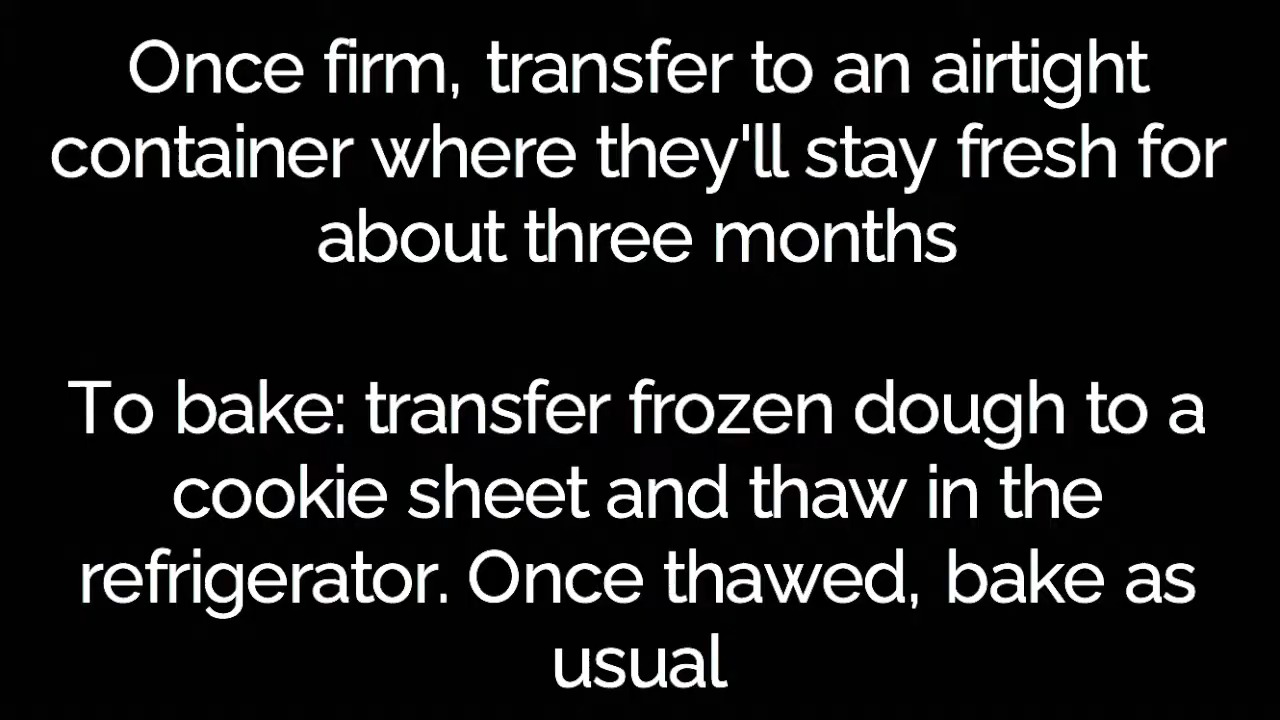 Once firm, transfer to an airtight
container where they'll stay fresh for
about three months
To bake: transfer frozen dough to a
cookie sheet and thaw in the
refrigerator. Once thawed, bake as
usual